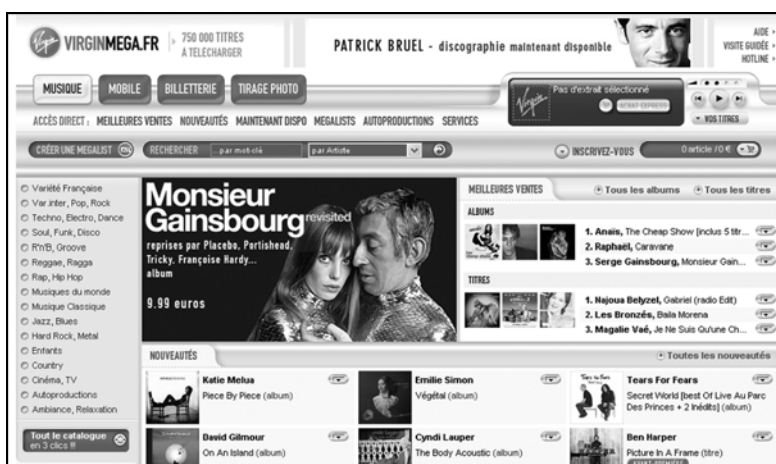 Virgin VIRGINMEGA.FR
750 000 TITRES
À TELECHARGER
PATRICK BRUEL - discographie maintenant disponible
AIDE
VISITE GUIDÉE
HOTLINE
MUSIQUE MOBILE BILLETTERIE TIRAGE PHOTO
Virgin
Pas d'extrait sélectionné
ACHAT EXPRESS
VOS TITRES
ACCÈS DIRECT : MEILLEURES VENTES NOUVEAUTÉS MAINTENANT DISPO MEGALISTS AUTOPRODUCTIONS SERVICES
CRÉER UNE MEGALIST RECHERCHER ...par mot-clé par Artiste INSCRIVEZ-VOUS 0 article / 0 €
Variété Française
Var.inter, Pop, Rock
Techno, Electro, Dance
Soul, Funk, Disco
R'n'B, Groove
Reggae, Ragga
Rap, Hip Hop
Musiques du monde
Musique Classique
Jazz, Blues
Hard Rock, Metal
Enfants
Country
Cinéma, TV
Autoproductions
Ambiance, Relaxation
Tout le catalogue
en 3 clics !!!
Monsieur
Gainsbourg revisited
reprises par Placebo, Portishead,
Tricky, Françoise Hardy...
album
9.99 euros
MEILLEURES VENTES Tous les albums Tous les titres
ALBUMS
1. Anaïs, The Cheap Show [inclus 5 titr...
2. Raphaël, Caravane
3. Serge Gainsbourg, Monsieur Gain...
TITRES
1. Najoua Belyzel, Gabriel (radio Edit)
2. Les Bronzés, Baila Morena
3. Magalie Vaé, Je Ne Suis Qu'une Ch...
NOUVEAUTÉS Toutes les nouveautés
Katie Melua
Piece By Piece (album)
Emilie Simon
Végétal (album)
Tears For Fears
Secret World [best Of Live Au Parc
Des Princes + 2 Inédits] (album)
David Gilmour
On An Island (album)
Cyndi Lauper
The Body Acoustic (album)
Ben Harper
Picture In A Frame (titre)